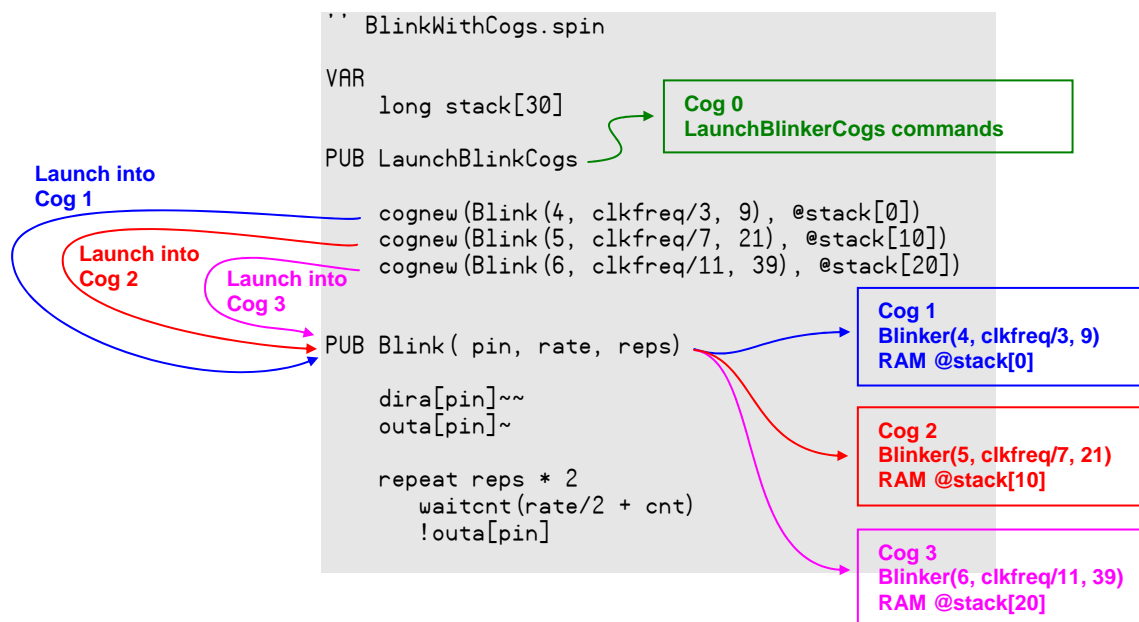 '' BlinkWithCogs.spin
VAR
long stack[30]
PUB LaunchBlinkCogs
cognew(Blink(4, clkfreq/3, 9), @stack[0])
cognew(Blink(5, clkfreq/7, 21), @stack[10])
cognew(Blink(6, clkfreq/11, 39), @stack[20])
PUB Blink( pin, rate, reps)
dira[pin]~~
outa[pin]~
repeat reps * 2
waitcnt(rate/2 + cnt)
!outa[pin]
Launch into
Cog 1
Launch into
Cog 2
Launch into
Cog 3
Cog 0
LaunchBlinkerCogs commands
Cog 1
Blinker(4, clkfreq/3, 9)
RAM @stack[0]
Cog 2
Blinker(5, clkfreq/7, 21)
RAM @stack[10]
Cog 3
Blinker(6, clkfreq/11, 39)
RAM @stack[20]